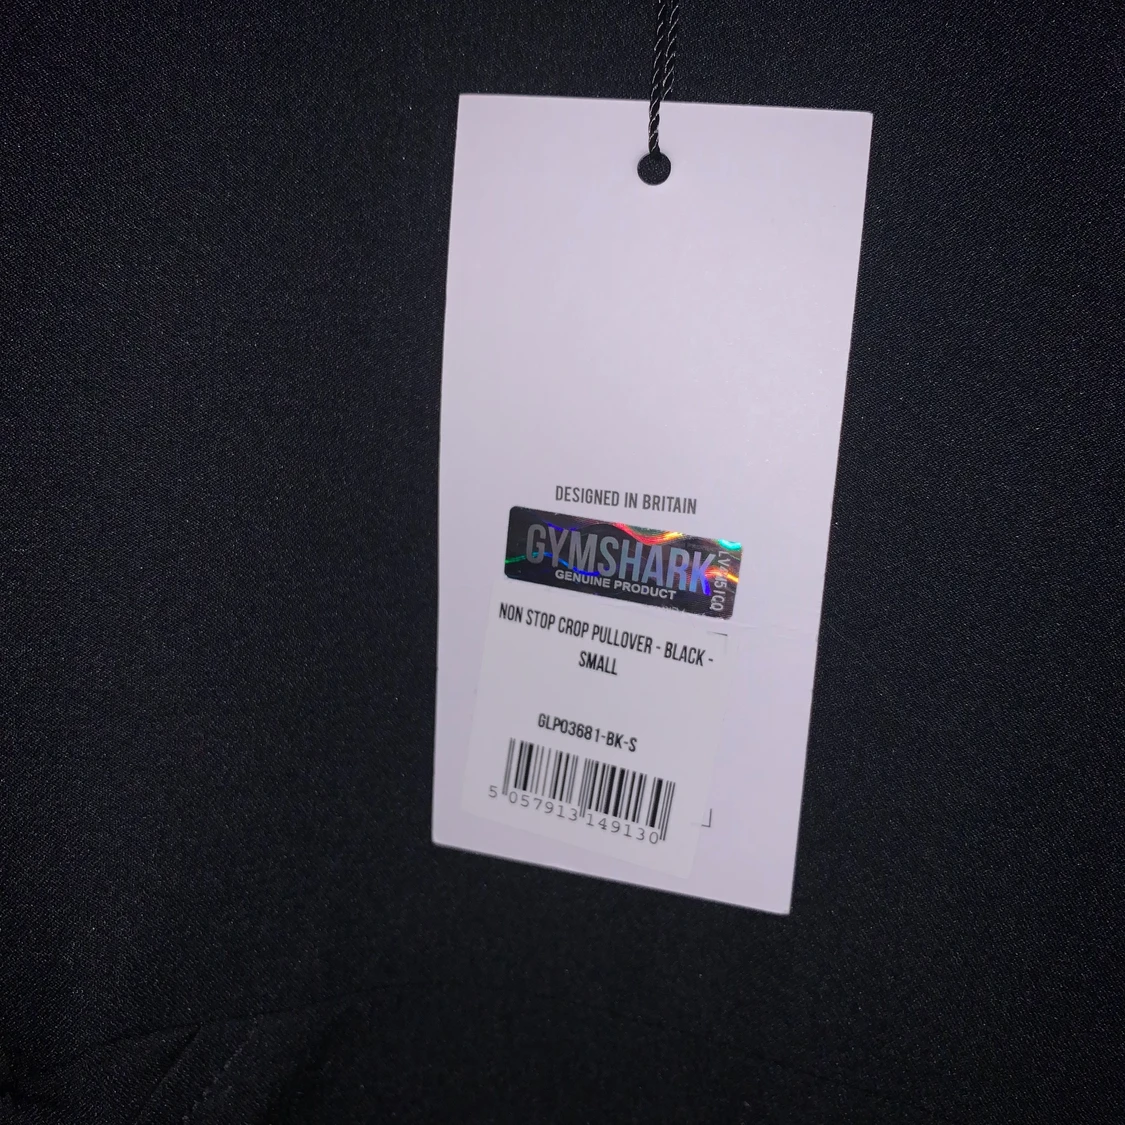 DESIGNED IN BRITAIN
GYMSHARK
GENUINE PRODUCT
NON STOP CROP PULLOVER - BLACK -
SMALL
GLP03681-BK-S
5 057913 149130